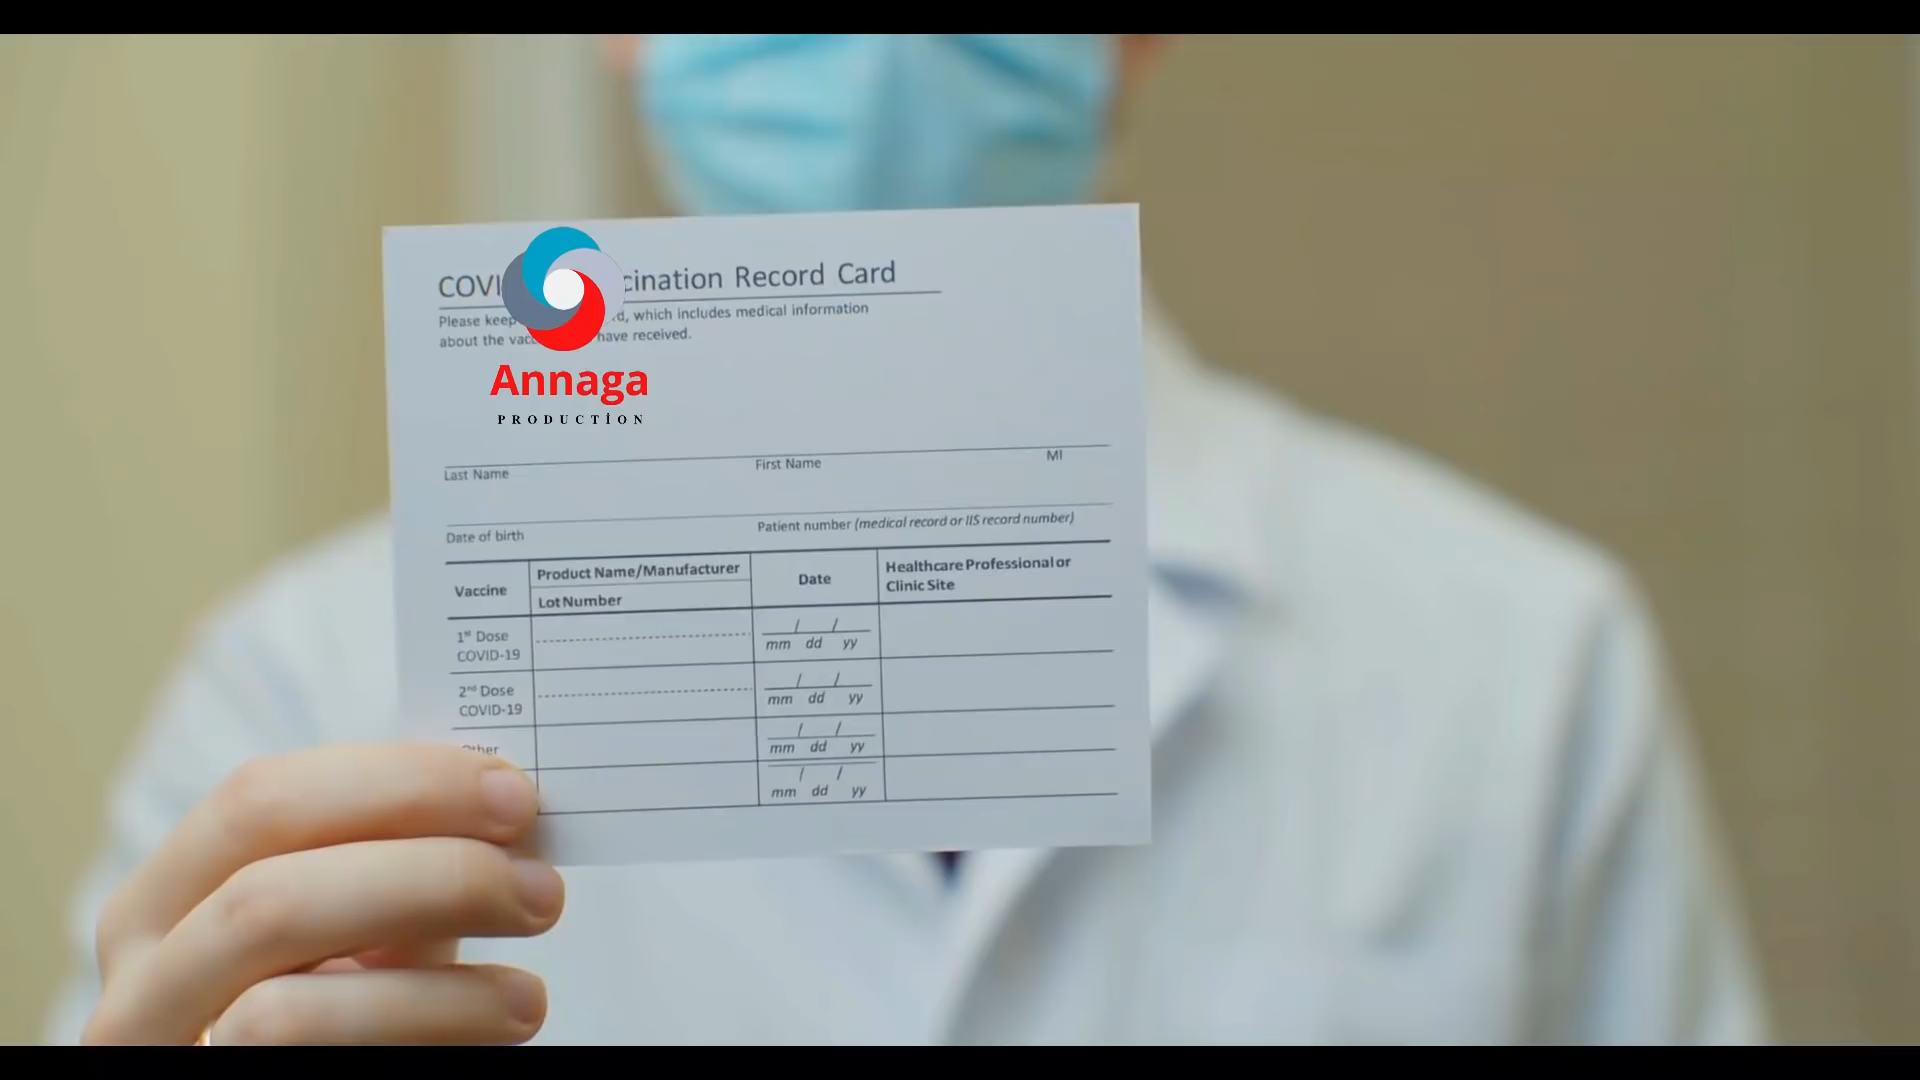 COVI cination Record Card
Please keep d, which includes medical information
about the vac have received.
Annaga
PRODUCTİON
Last Name First Name MI
Date of birth Patient number (medical record or IIS record number)
Vaccine Product Name/Manufacturer Date Healthcare Professional or
Lot Number Clinic Site
1st Dose
COVID-19
mm dd yy
2nd Dose
COVID-19
mm dd yy
Other
mm dd yy
mm dd yy